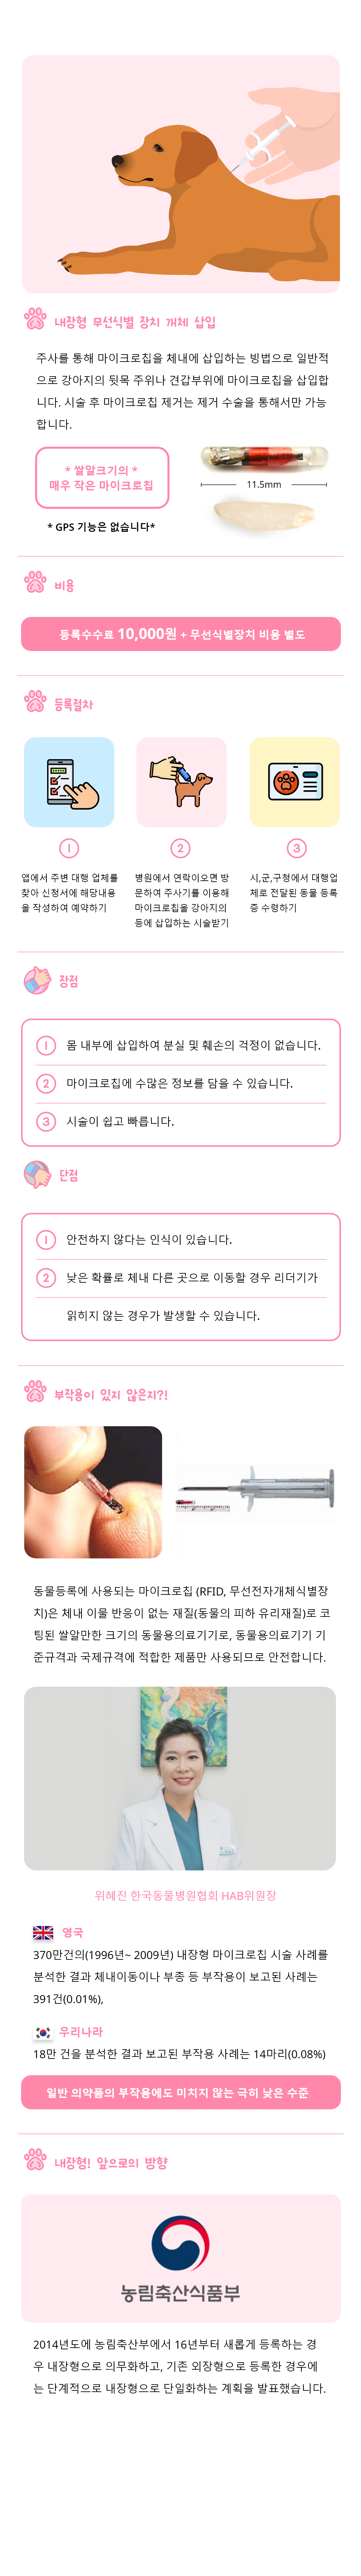 내장형 무선식별 장치 개체 삽입
주사를 통해 마이크로칩을 체내에 삽입하는 빙법으로 일반적
으로 강아지의 뒷목 주위나 견갑부위에 마이크로칩을 삽입합
니다. 시술 후 마이크로칩 제거는 제거 수술을 통해서만 가능
합니다.
* 쌀알크기의 *
매우 작은 마이크로칩
11.5mm
* GPS 기능은 없습니다*
비용
등록수수료 10,000원 + 무선식별장치 비용 별도
등록절차
1
앱에서 주변 대행 업체를
찾아 신청서에 해당내용
을 작성하여 예약하기
2
병원에서 연락이오면 방
문하여 주사기를 이용해
마이크로칩을 강아지의
등에 삽입하는 시술받기
3
시,군,구청에서 대행업
체로 전달된 동물 등록
증 수령하기
장점
1 몸 내부에 삽입하여 분실 및 훼손의 걱정이 없습니다.
2 마이크로칩에 수많은 정보를 담을 수 있습니다.
3 시술이 쉽고 빠릅니다.
단점
1 안전하지 않다는 인식이 있습니다.
2 낮은 확률로 체내 다른 곳으로 이동할 경우 리더기가
읽히지 않는 경우가 발생할 수 있습니다.
부작용이 있지 않은지?!
동물등록에 사용되는 마이크로칩 (RFID, 무선전자개체식별장
치)은 체내 이물 반응이 없는 재질(동물의 피하 유리재질)로 코
팅된 쌀알만한 크기의 동물용의료기기로, 동물용의료기기 기
준규격과 국제규격에 적합한 제품만 사용되므로 안전합니다.
위혜진 한국동물병원협회 HAB위원장
영국
370만건의(1996년~ 2009년) 내장형 마이크로칩 시술 사례를
분석한 결과 체내이동이나 부종 등 부작용이 보고된 사례는
391건(0.01%),
우리나라
18만 건을 분석한 결과 보고된 부작용 사례는 14마리(0.08%)
일반 의약품의 부작용에도 미치지 않는 극히 낮은 수준
내장형! 앞으로의 방향
농림축산식품부
2014년도에 농림축산부에서 16년부터 새롭게 등록하는 경
우 내장형으로 의무화하고, 기존 외장형으로 등록한 경우에
는 단계적으로 내장형으로 단일화하는 계획을 발표했습니다.